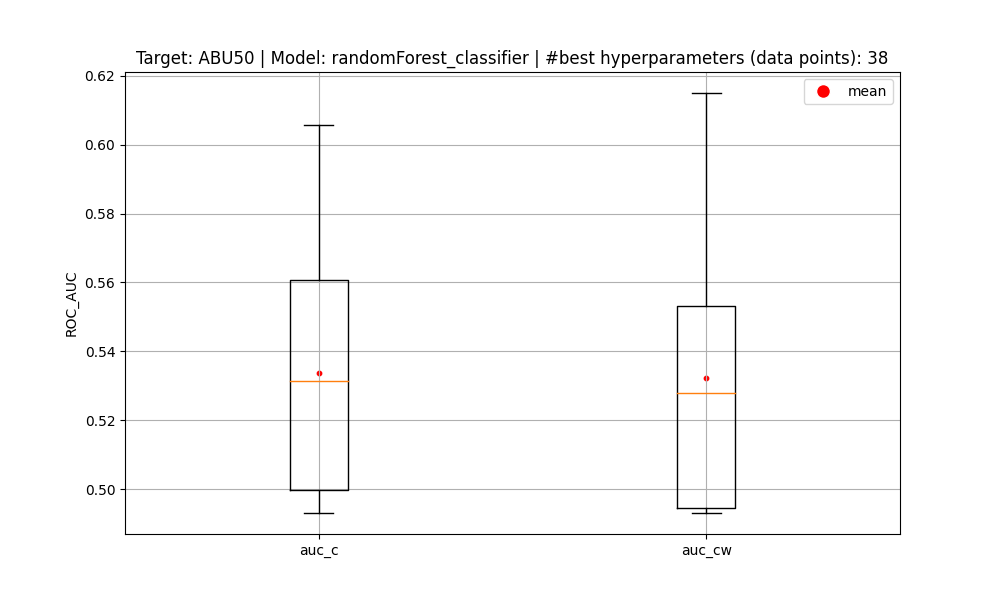 Target: ABU50 | Model: randomForest_classifier | #best hyperparameters (data points): 38
mean
0.62
0.60
0.58
0.56
0.54
0.52
0.50
ROC_AUC
auc_c
auc_cw